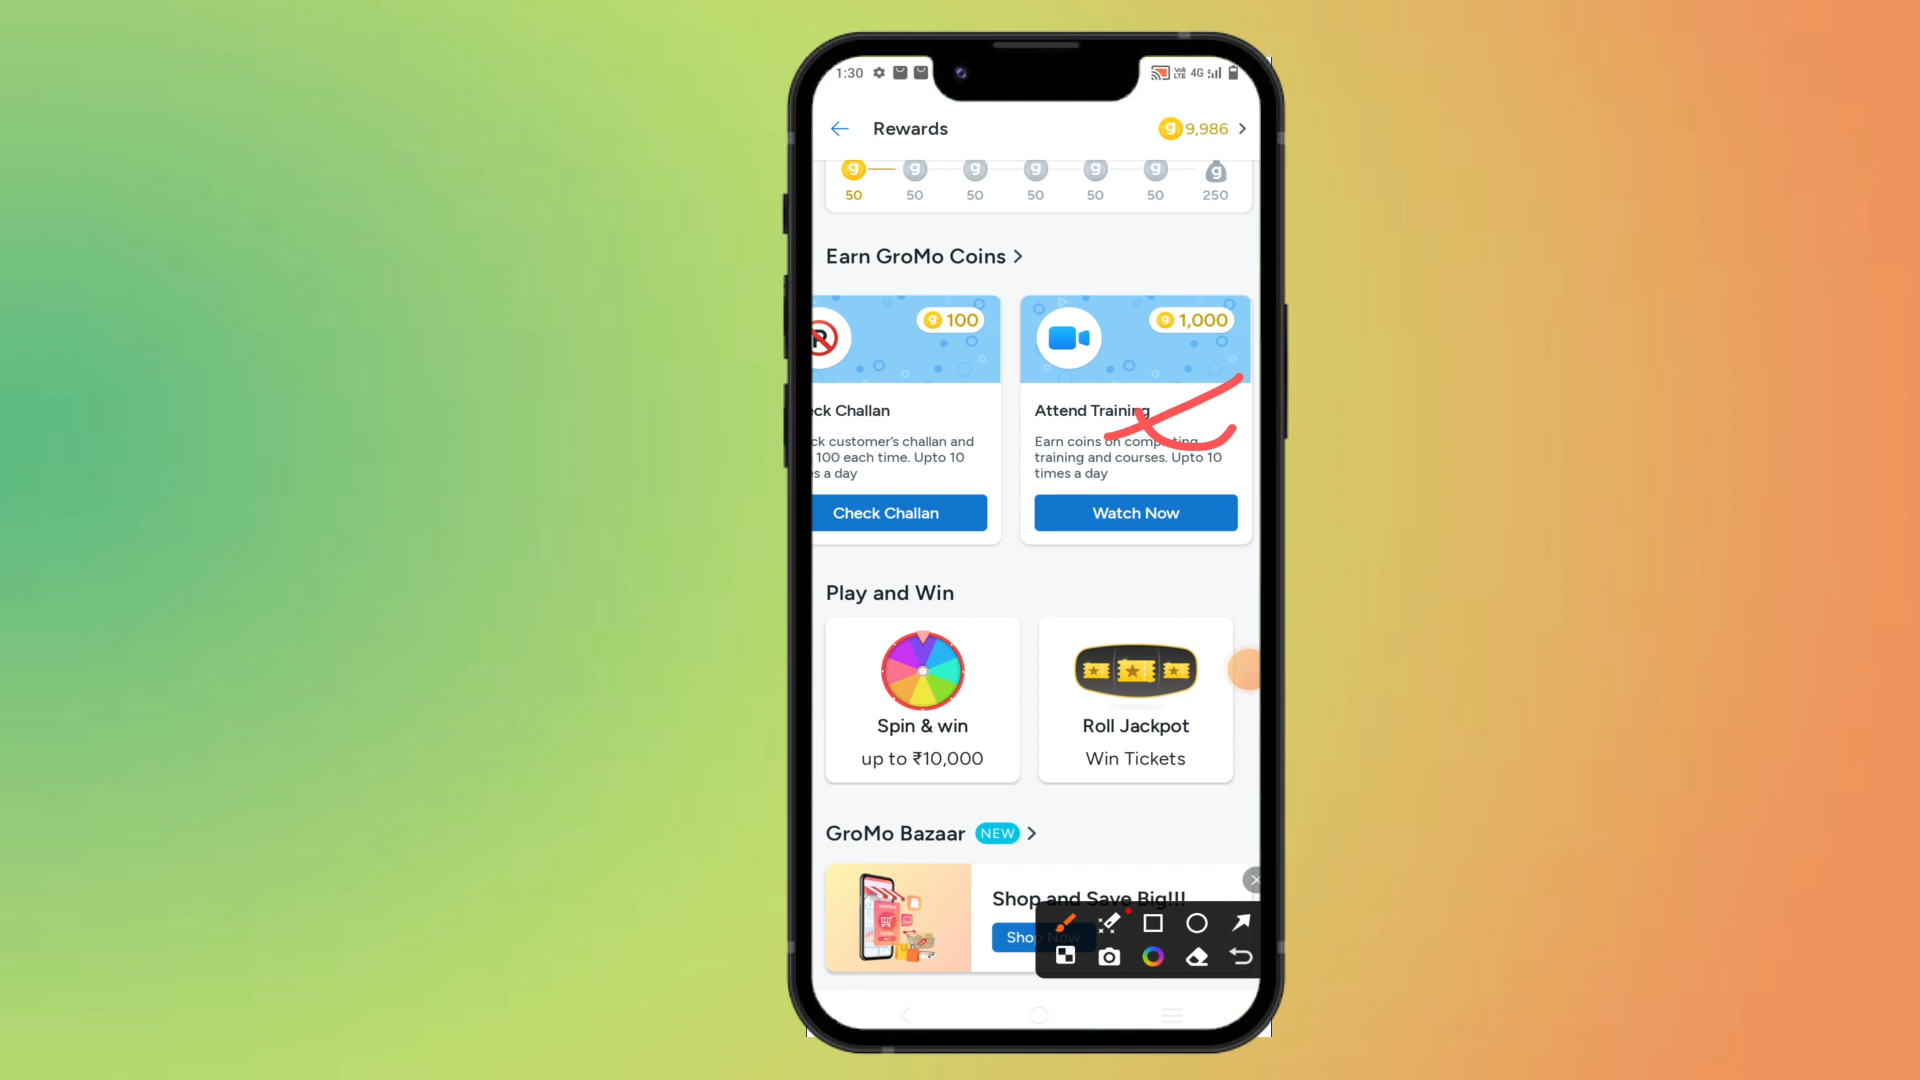 1:30
4G
Rewards
g 9,986
g g g g g g g
50 50 50 50 50 50 250
Earn GroMo Coins
g 100
g 1,000
P
ck Challan
Attend Training
ck customer's challan and
100 each time. Upto 10
s a day
Earn coins on completing
training and courses. Upto 10
times a day
Check Challan
Watch Now
Play and Win
Spin & win
up to ₹10,000
Roll Jackpot
Win Tickets
GroMo Bazaar NEW
Shop and Save Big!!!
Shop Now